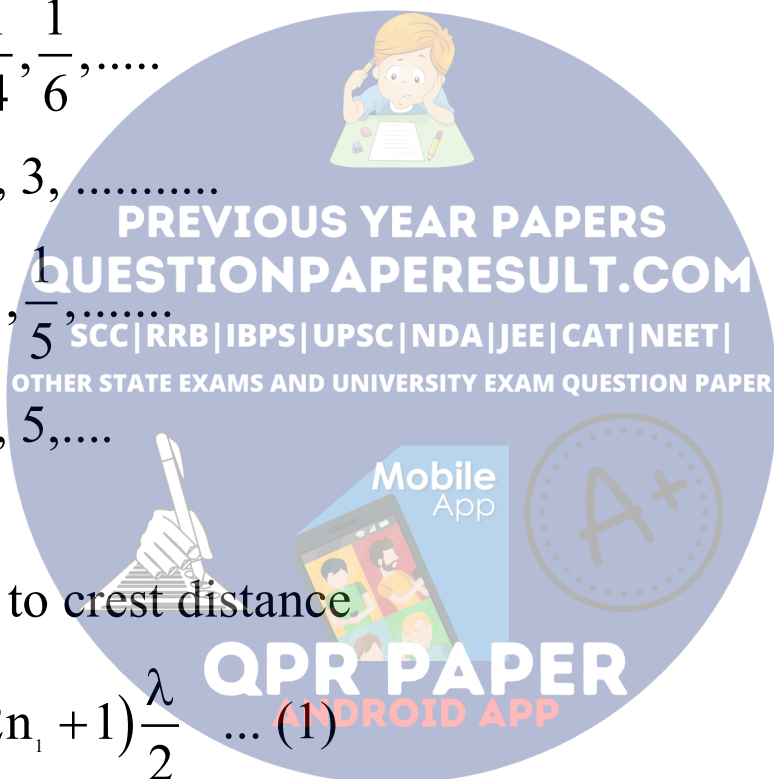 1/4, 1/6, .....
, 3, ...........
PREVIOUS YEAR PAPERS
QUESTIONPAPERESULT.COM
, 1/5, .......
SCC|RRB|IBPS|UPSC|NDA|JEE|CAT|NEET|
OTHER STATE EXAMS AND UNIVERSITY EXAM QUESTION PAPER
, 5,....
Mobile
App
A+
to crest distance
QPR PAPER
n₁ +1) λ/2 ... (1)
ANDROID APP